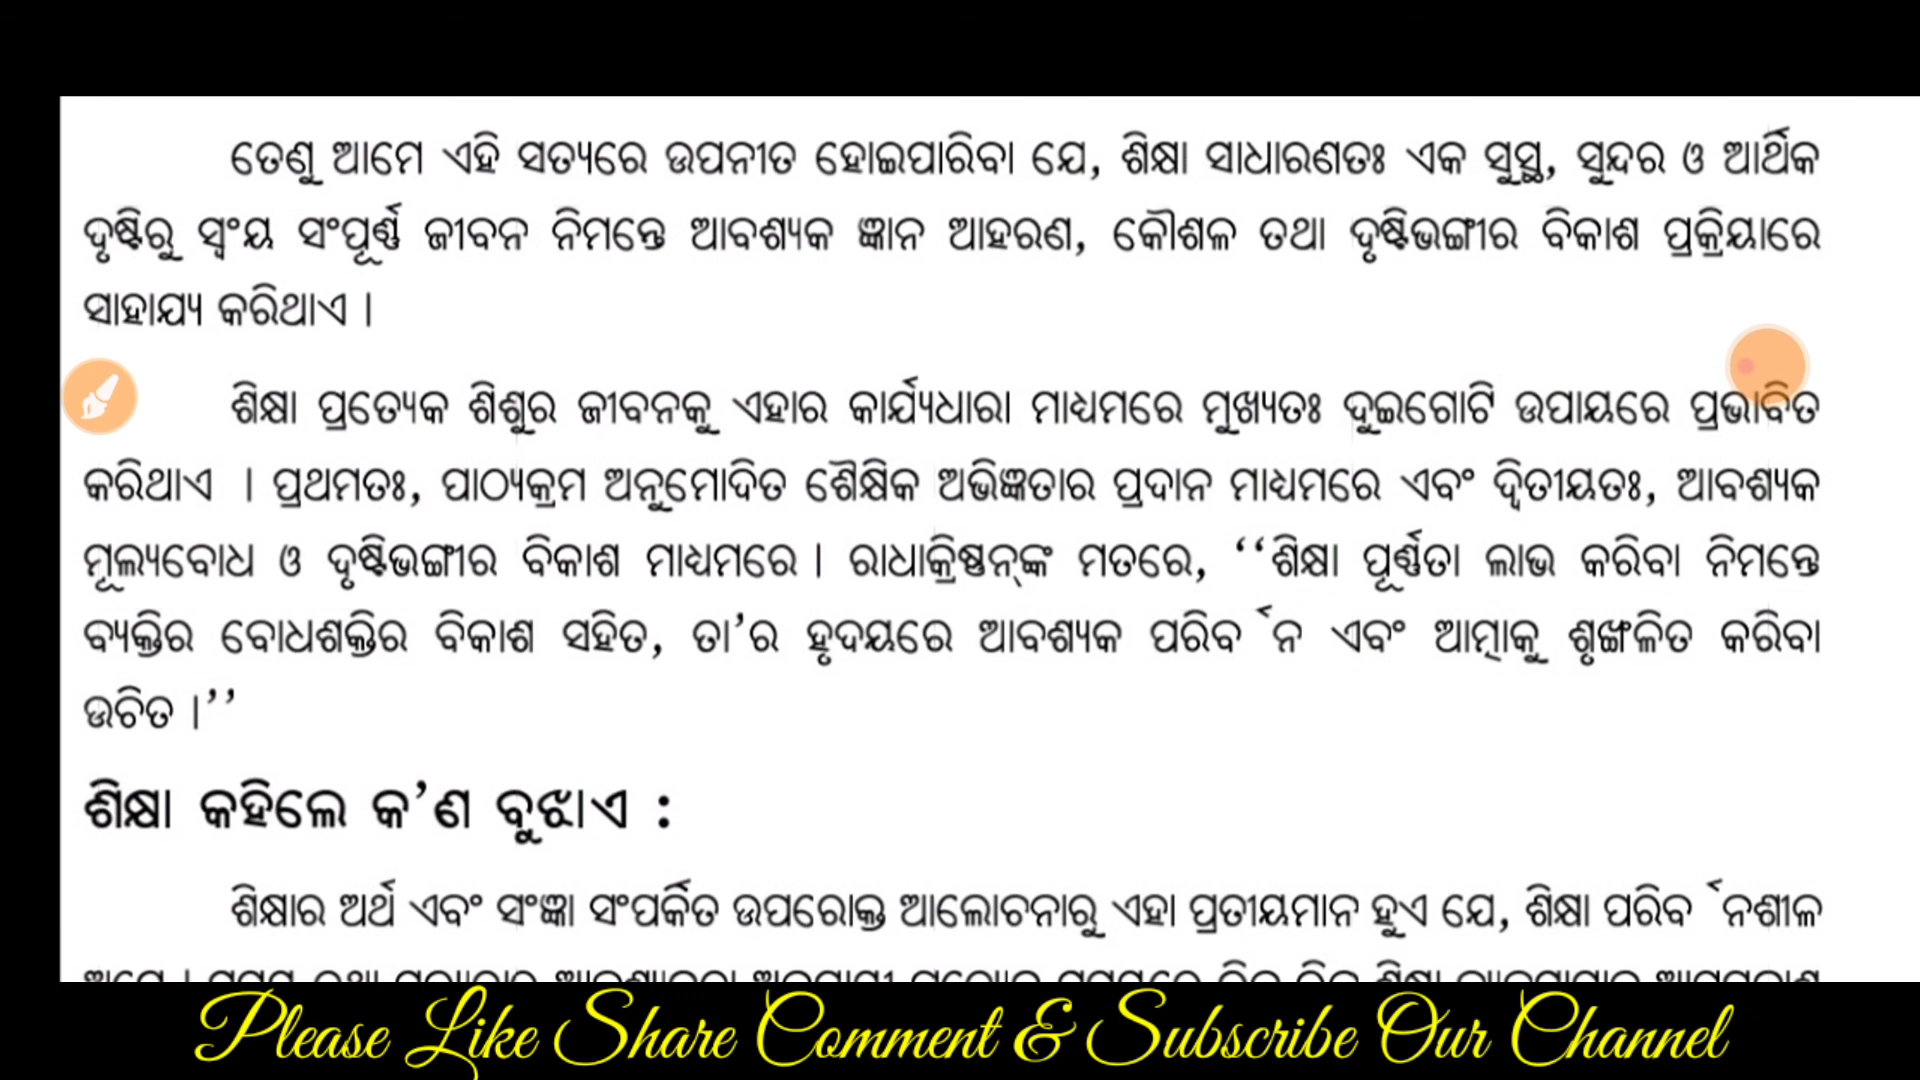 ତେଣୁ ଆମେ ଏହି ସତ୍ୟରେ ଉପନୀତ ହୋଇପାରିବା ଯେ, ଶିକ୍ଷା ସାଧାରଣତଃ ଏକ ସୁସ୍ଥ, ସୁନ୍ଦର ଓ ଆର୍ଥିକ
ଦୃଷ୍ଟିରୁ ସ୍ୱଂୟ ସଂପୂର୍ଣ୍ଣ ଜୀବନ ନିମନ୍ତେ ଆବଶ୍ୟକ ଜ୍ଞାନ ଆହରଣ, କୌଶଳ ତଥା ଦୃଷ୍ଟିଭଙ୍ଗୀର ବିକାଶ ପ୍ରକ୍ରିୟାରେ
ସାହାଯ୍ୟ କରିଥାଏ ।
ଶିକ୍ଷା ପ୍ରତ୍ୟେକ ଶିଶୁର ଜୀବନକୁ ଏହାର କାର୍ଯ୍ୟଧାରା ମାଧ୍ୟମରେ ମୁଖ୍ୟତଃ ଦୁଇଗୋଟି ଉପାୟରେ ପ୍ରଭାବିତ
କରିଥାଏ । ପ୍ରଥମତଃ, ପାଠ୍ୟକ୍ରମ ଅନୁମୋଦିତ ଶୈକ୍ଷିକ ଅଭିଜ୍ଞତାର ପ୍ରଦାନ ମାଧ୍ୟମରେ ଏବଂ ଦ୍ୱିତୀୟତଃ, ଆବଶ୍ୟକ
ମୂଲ୍ୟବୋଧ ଓ ଦୃଷ୍ଟିଭଙ୍ଗୀର ବିକାଶ ମାଧ୍ୟମରେ । ରାଧାକ୍ରିଷ୍ଣନ୍‌ଙ୍କ ମତରେ, ‘‘ଶିକ୍ଷା ପୂର୍ଣ୍ଣତା ଲାଭ କରିବା ନିମନ୍ତେ
ବ୍ୟକ୍ତିର ବୋଧଶକ୍ତିର ବିକାଶ ସହିତ, ତା’ର ହୃଦୟରେ ଆବଶ୍ୟକ ପରିବ ର୍ନ ଏବଂ ଆତ୍ମାକୁ ଶୃଙ୍ଖଳିତ କରିବା
ଉଚିତ ।’’
ଶିକ୍ଷା କହିଲେ କ’ଣ ବୁଝାଏ :
ଶିକ୍ଷାର ଅର୍ଥ ଏବଂ ସଂଜ୍ଞା ସଂପର୍କିତ ଉପରୋକ୍ତ ଆଲୋଚନାରୁ ଏହା ପ୍ରତୀୟମାନ ହୁଏ ଯେ, ଶିକ୍ଷା ପରିବ ର୍ନଶୀଳ
Please Like Share Comment & Subscribe Our Channel